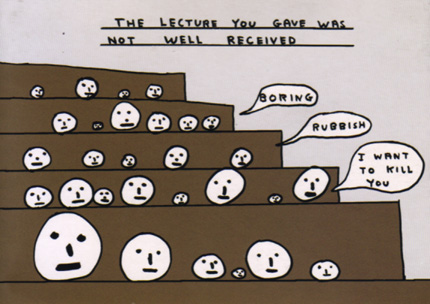 THE LECTURE YOU GAVE WAS
NOT WELL RECEIVED
BORING
RUBBISH
I WANT
TO KILL
YOU